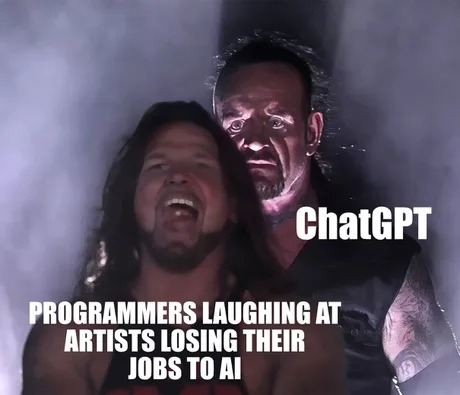 ChatGPT
PROGRAMMERS LAUGHING AT
ARTISTS LOSING THEIR
JOBS TO AI